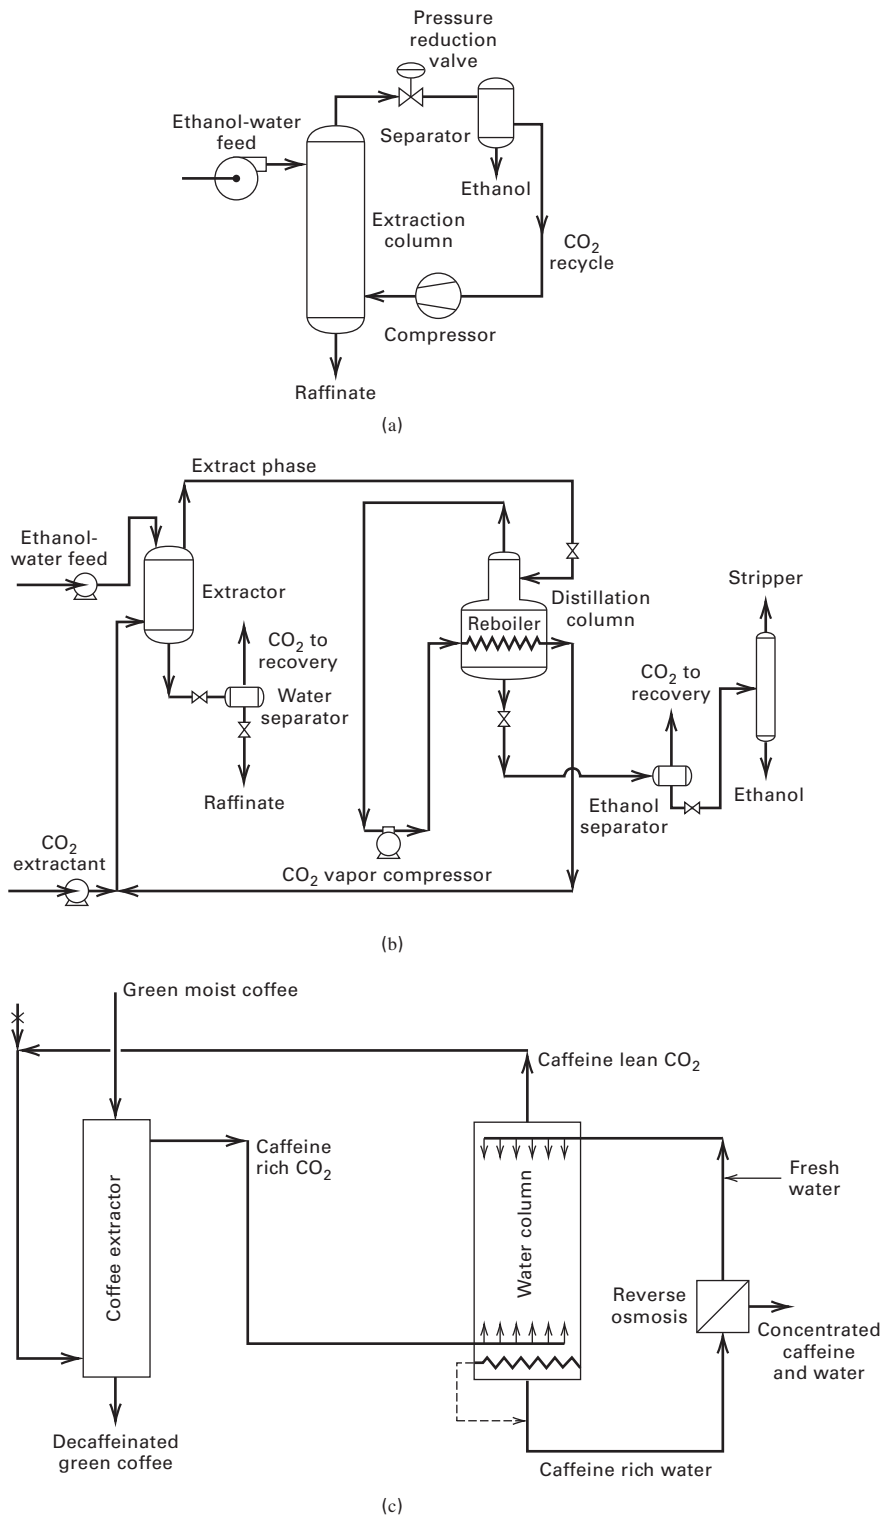 Pressure
reduction
valve
Ethanol-water
feed
Separator
Ethanol
Extraction
column
CO2
recycle
Compressor
Raffinate
(a)
Extract phase
Ethanol-
water feed
Extractor
CO2 to
recovery
Water
separator
Raffinate
Reboiler
Distillation
column
Stripper
CO2 to
recovery
Ethanol
separator
Ethanol
CO2
extractant
CO2 vapor compressor
(b)
Green moist coffee
Caffeine lean CO2
Caffeine
rich CO2
Coffee extractor
Water column
Fresh
water
Reverse
osmosis
Concentrated
caffeine
and water
Decaffeinated
green coffee
Caffeine rich water
(c)